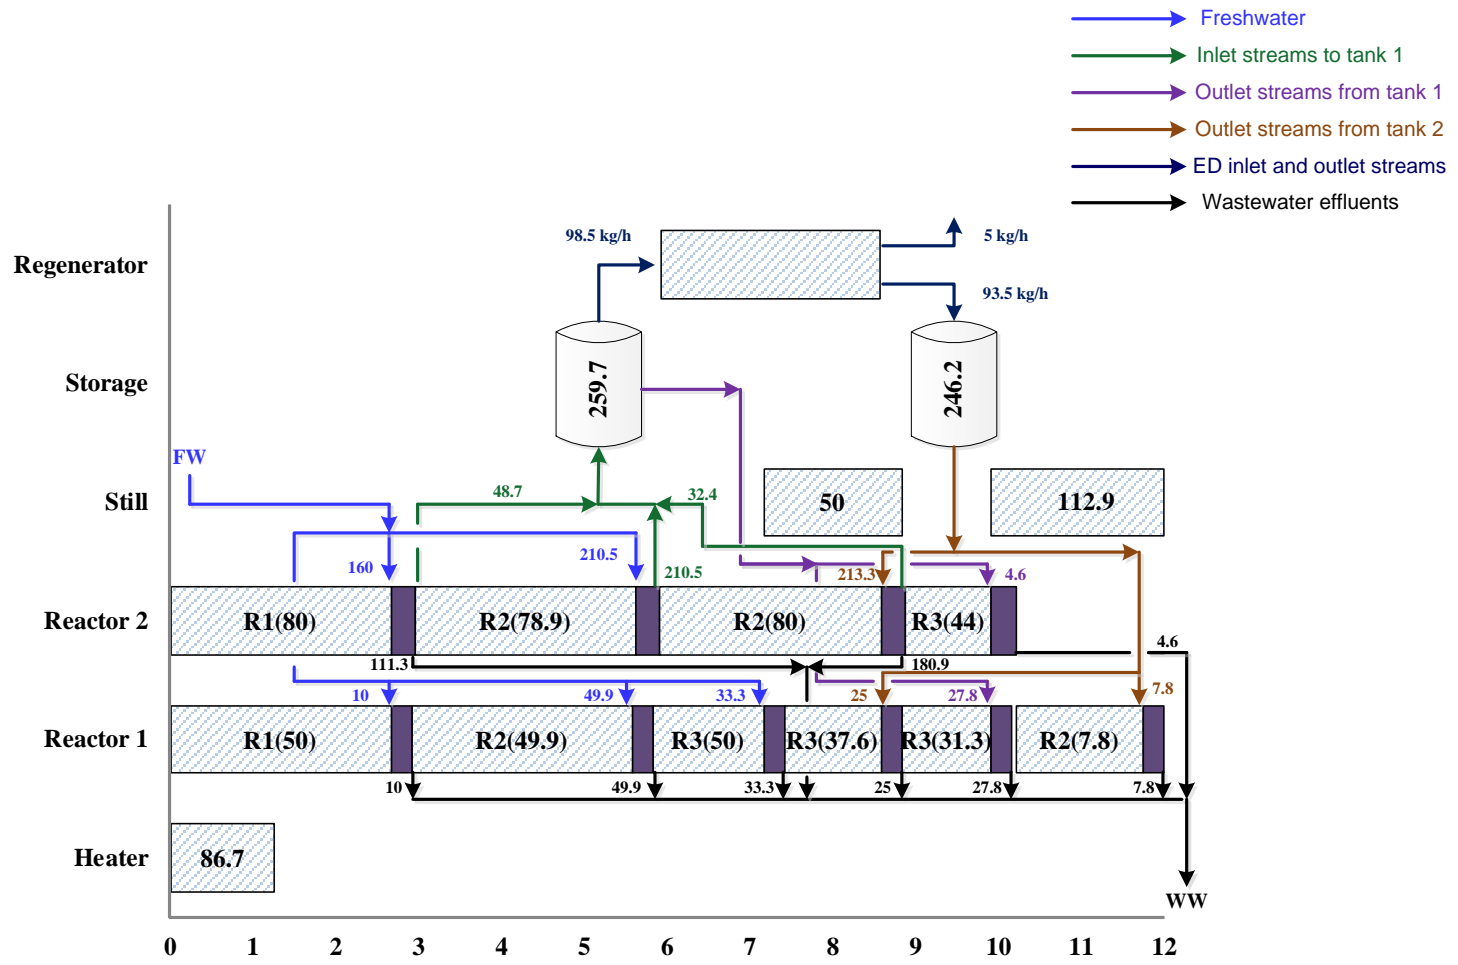 Freshwater
Inlet streams to tank 1
Outlet streams from tank 1
Outlet streams from tank 2
ED inlet and outlet streams
Wastewater effluents
98.5 kg/h
5 kg/h
Regenerator
93.5 kg/h
Storage
259.7
246.2
FW
Still
48.7
32.4
50
112.9
160
210.5
210.5
213.3
4.6
Reactor 2
R1(80)
R2(78.9)
R2(80)
R3(44)
4.6
111.3
180.9
10
49.9
33.3
25
27.8
7.8
Reactor 1
R1(50)
R2(49.9)
R3(50)
R3(37.6)
R3(31.3)
R2(7.8)
10
49.9
33.3
25
27.8
7.8
Heater
86.7
WW
0 1 2 3 4 5 6 7 8 9 10 11 12